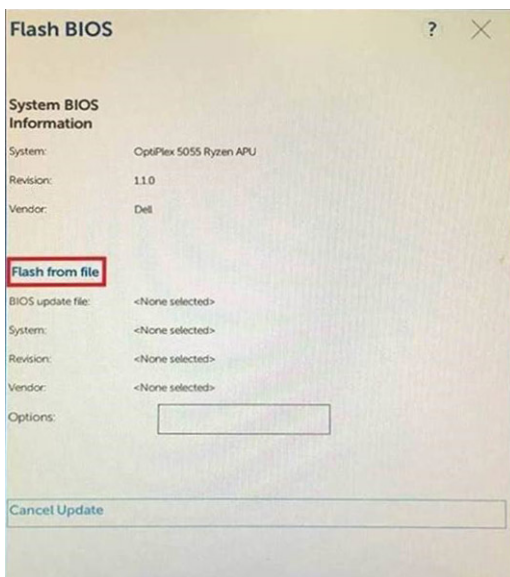 Flash BIOS ?
System BIOS
Information
System: OptiPlex 5055 Ryzen APU
Revision: 1.1.0
Vendor: Dell
Flash from file
BIOS update file: <None selected>
System: <None selected>
Revision: <None selected>
Vendor: <None selected>
Options:
Cancel Update